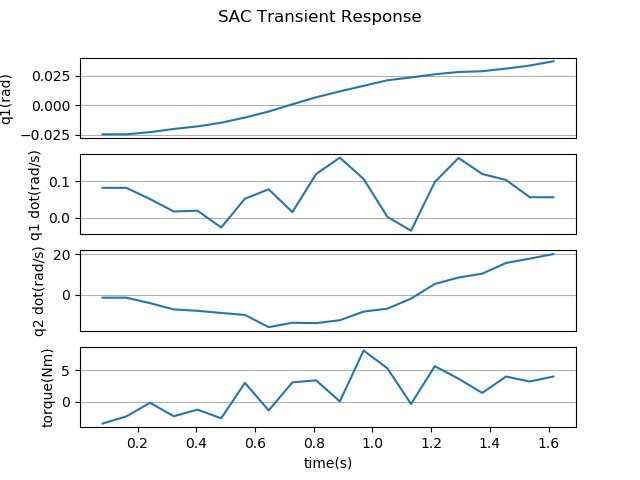 SAC Transient Response
q1(rad)
0.025
0.000
−0.025
q1 dot(rad/s)
0.1
0.0
q2 dot(rad/s)
20
0
torque(Nm)
5
0
0.2 0.4 0.6 0.8 1.0 1.2 1.4 1.6
time(s)